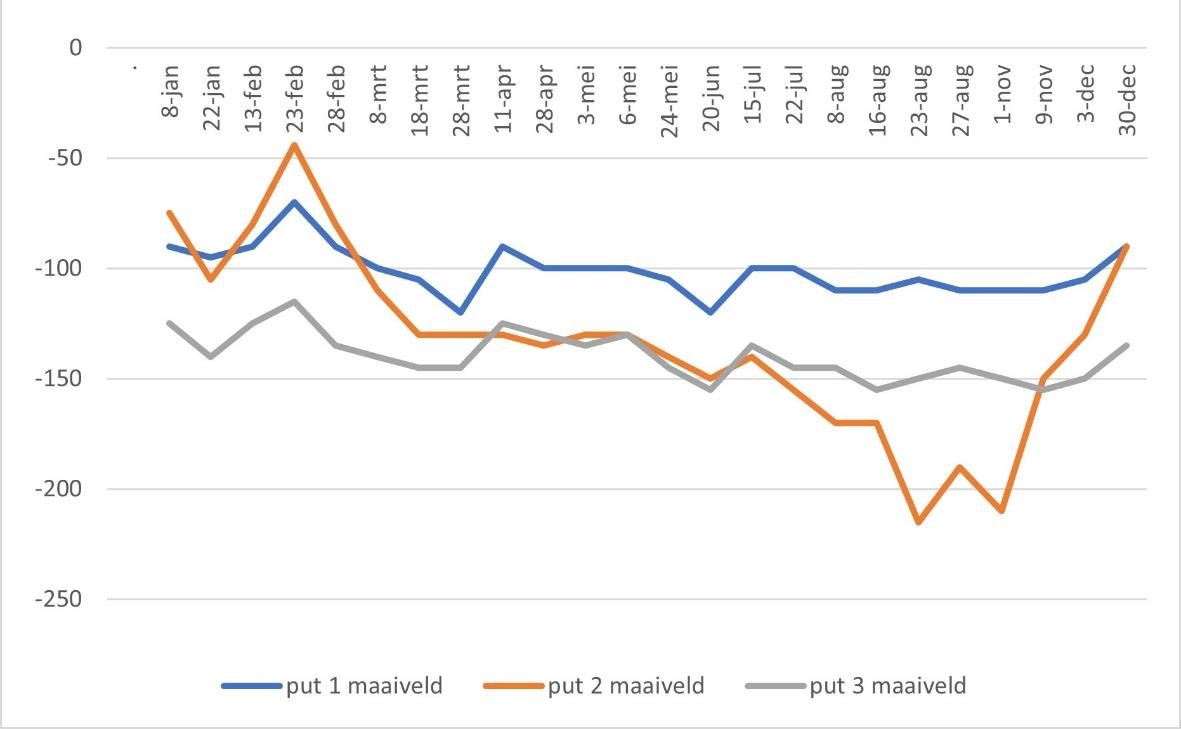 0
-50
-100
-150
-200
-250
.
8-jan
22-jan
13-feb
23-feb
28-feb
8-mrt
18-mrt
28-mrt
11-apr
28-apr
3-mei
6-mei
24-mei
20-jun
15-jul
22-jul
8-aug
16-aug
23-aug
27-aug
1-nov
9-nov
3-dec
30-dec
put 1 maaiveld
put 2 maaiveld
put 3 maaiveld